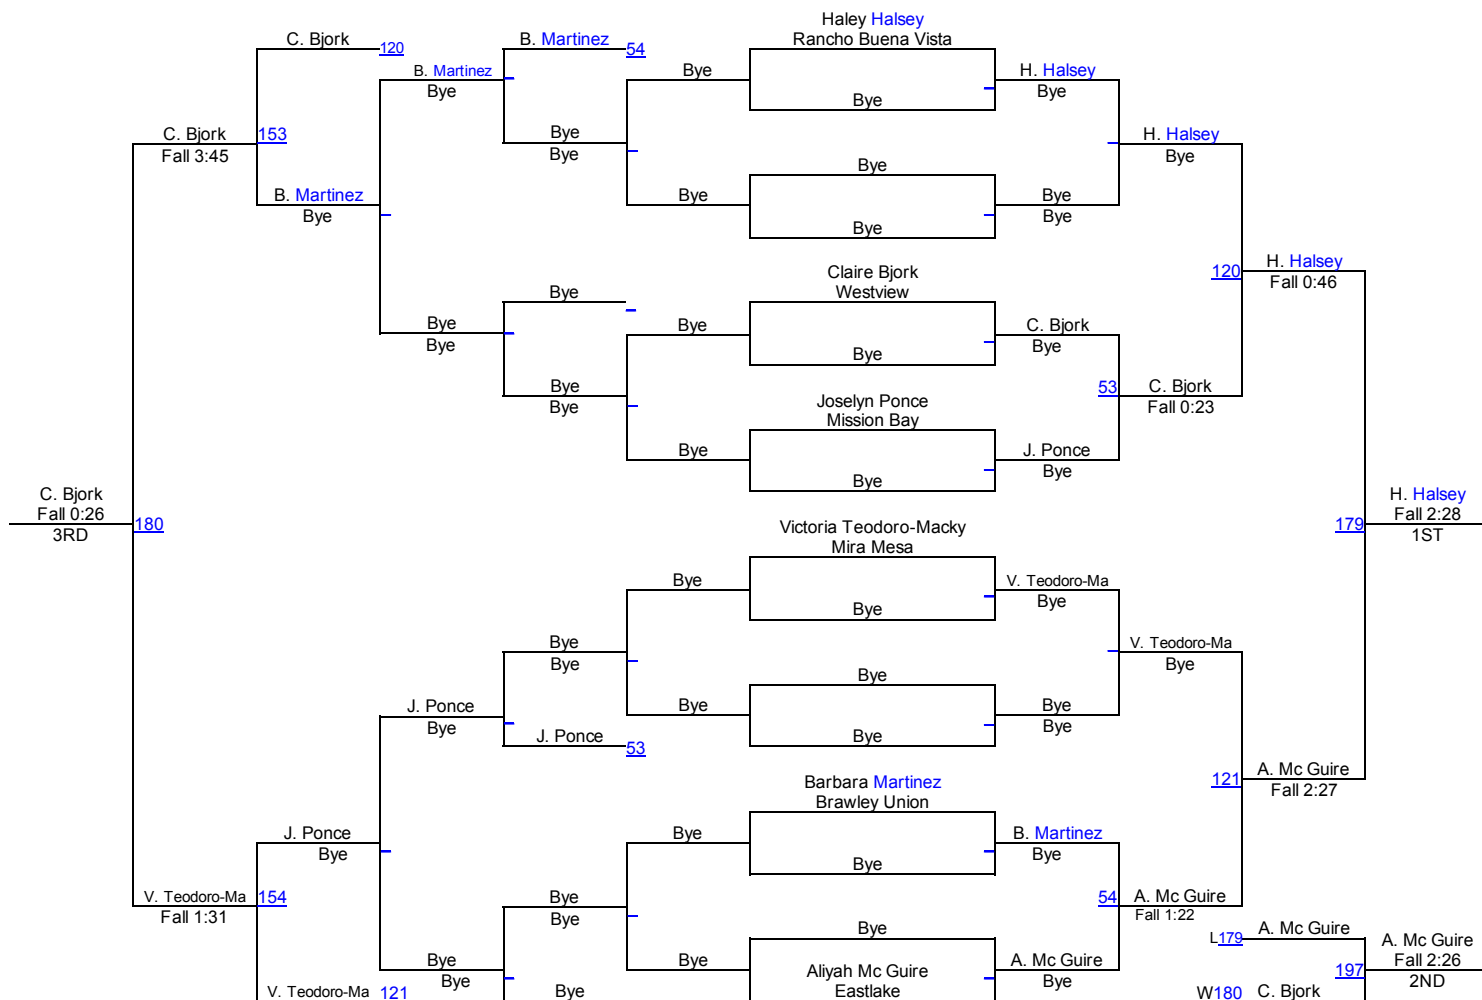 Haley Halsey
Rancho Buena Vista
C. Bjork
120
B. Martinez
54
B. Martinez
Bye
Bye
H. Halsey
Bye
Bye
C. Bjork
Fall 3:45
153
Bye
Bye
H. Halsey
Bye
Bye
B. Martinez
Bye
Bye
Bye
Bye
Bye
Claire Bjork
Westview
120
H. Halsey
Fall 0:46
Bye
Bye
Bye
Bye
C. Bjork
Bye
Bye
Bye
Bye
53
C. Bjork
Fall 0:23
Joselyn Ponce
Mission Bay
Bye
J. Ponce
Bye
Bye
C. Bjork
Fall 0:26
3RD
180
H. Halsey
Fall 2:28
1ST
179
Victoria Teodoro-Macky
Mira Mesa
Bye
V. Teodoro-Ma
Bye
Bye
Bye
Bye
V. Teodoro-Ma
Bye
Bye
J. Ponce
Bye
Bye
Bye
Bye
J. Ponce
53
Bye
Barbara Martinez
Brawley Union
121
A. Mc Guire
Fall 2:27
J. Ponce
Bye
Bye
B. Martinez
Bye
Bye
V. Teodoro-Ma
Fall 1:31
154
Bye
Bye
54
A. Mc Guire
Fall 1:22
Bye
L179
A. Mc Guire
A. Mc Guire
Fall 2:26
2ND
197
Bye
Bye
Bye
Aliyah Mc Guire
Eastlake
A. Mc Guire
Bye
V. Teodoro-Ma
121
Bye
W180
C. Bjork